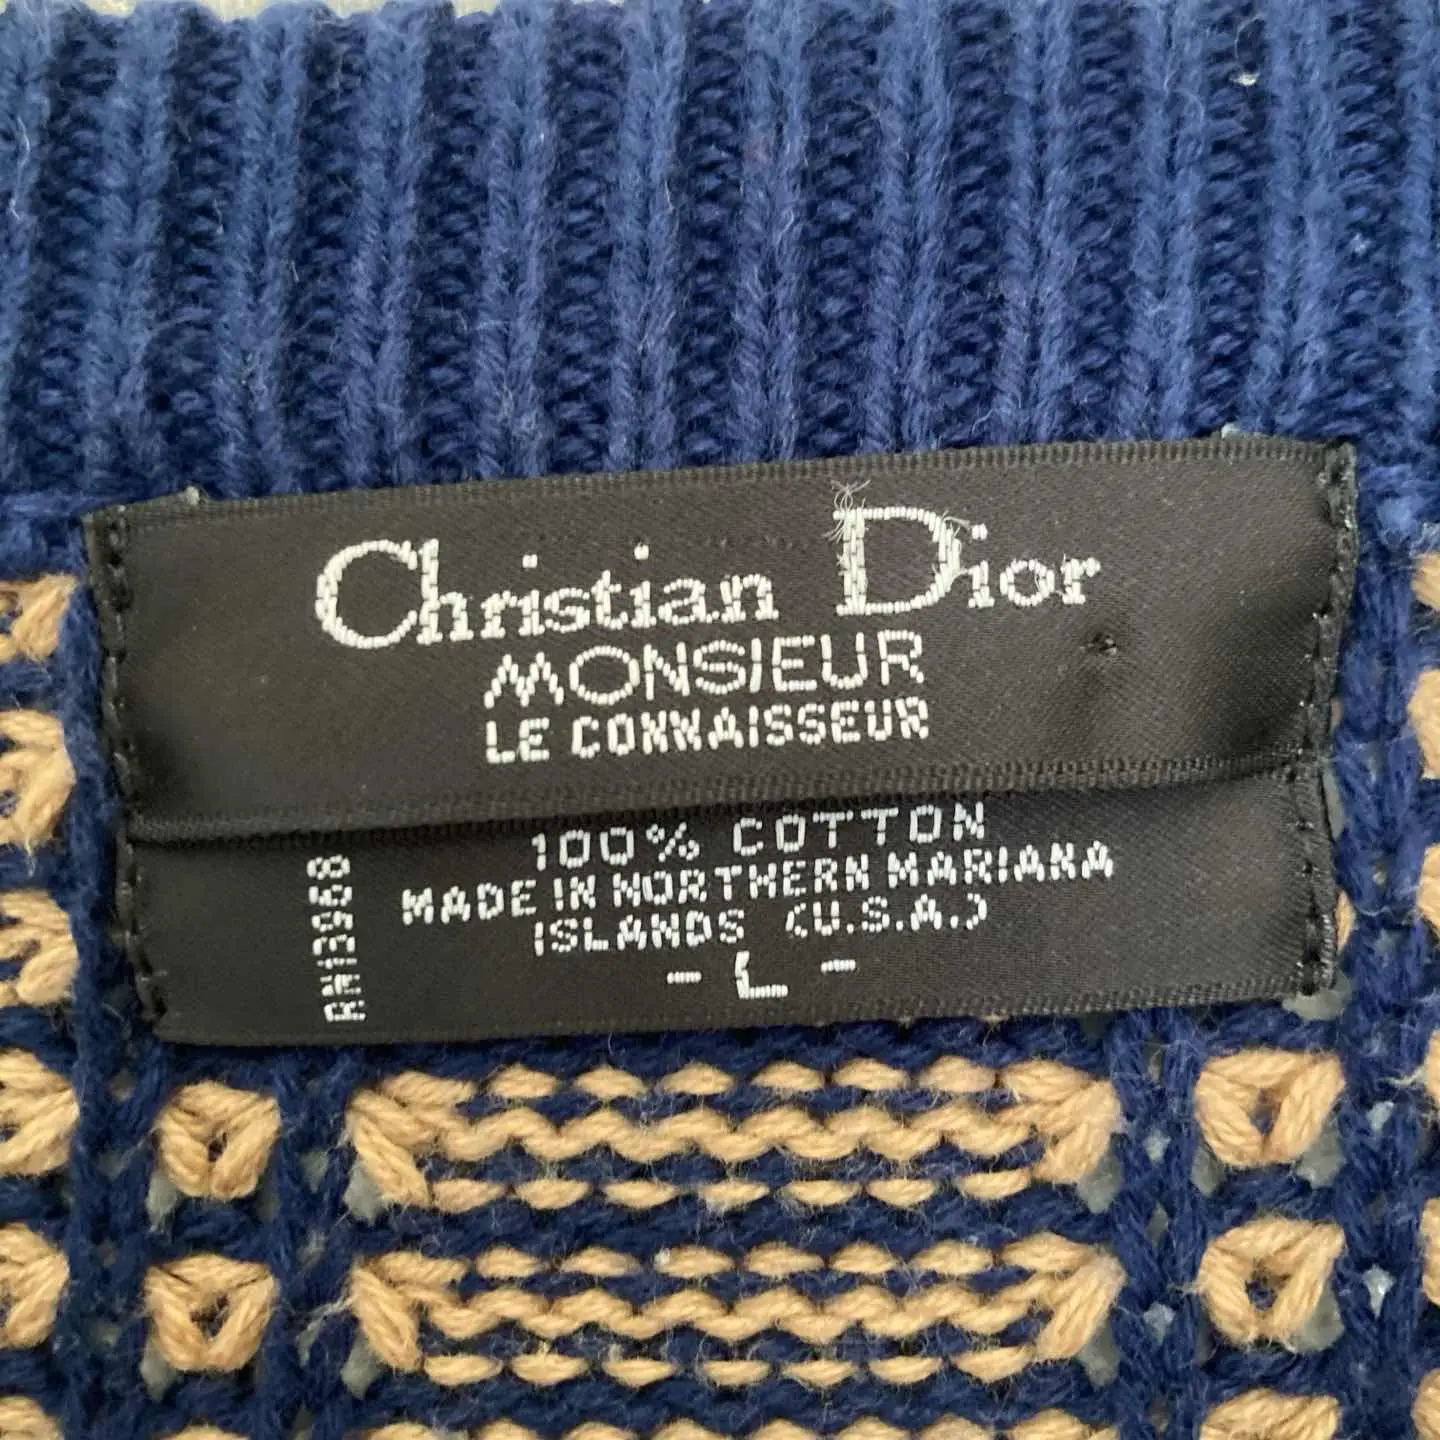 Christian Dior
MONSIEUR
LE CONNAISSEUR
100% COTTON
MADE IN NORTHERN MARIANA
ISLANDS (U.S.A.)
- L -
RN13968